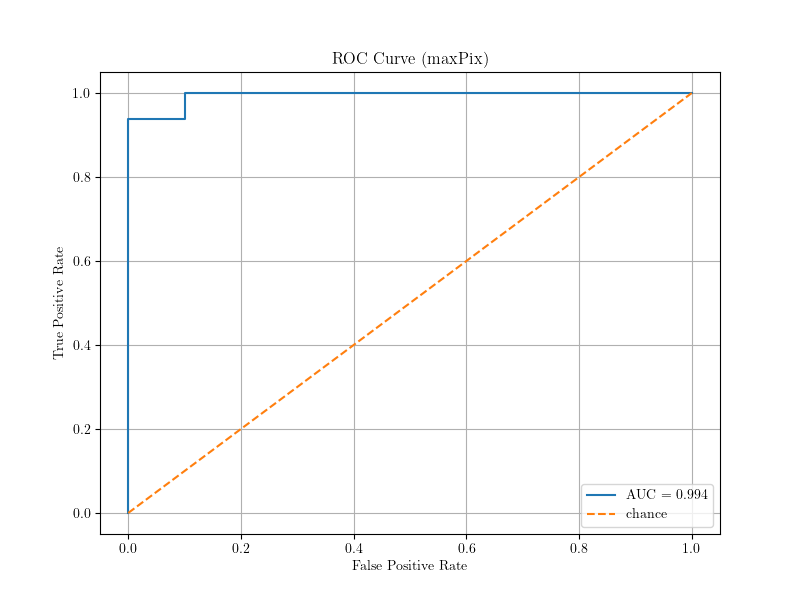 ROC Curve (maxPix)
True Positive Rate
1.0
0.8
0.6
0.4
0.2
0.0
AUC = 0.994
chance
0.0 0.2 0.4 0.6 0.8 1.0
False Positive Rate